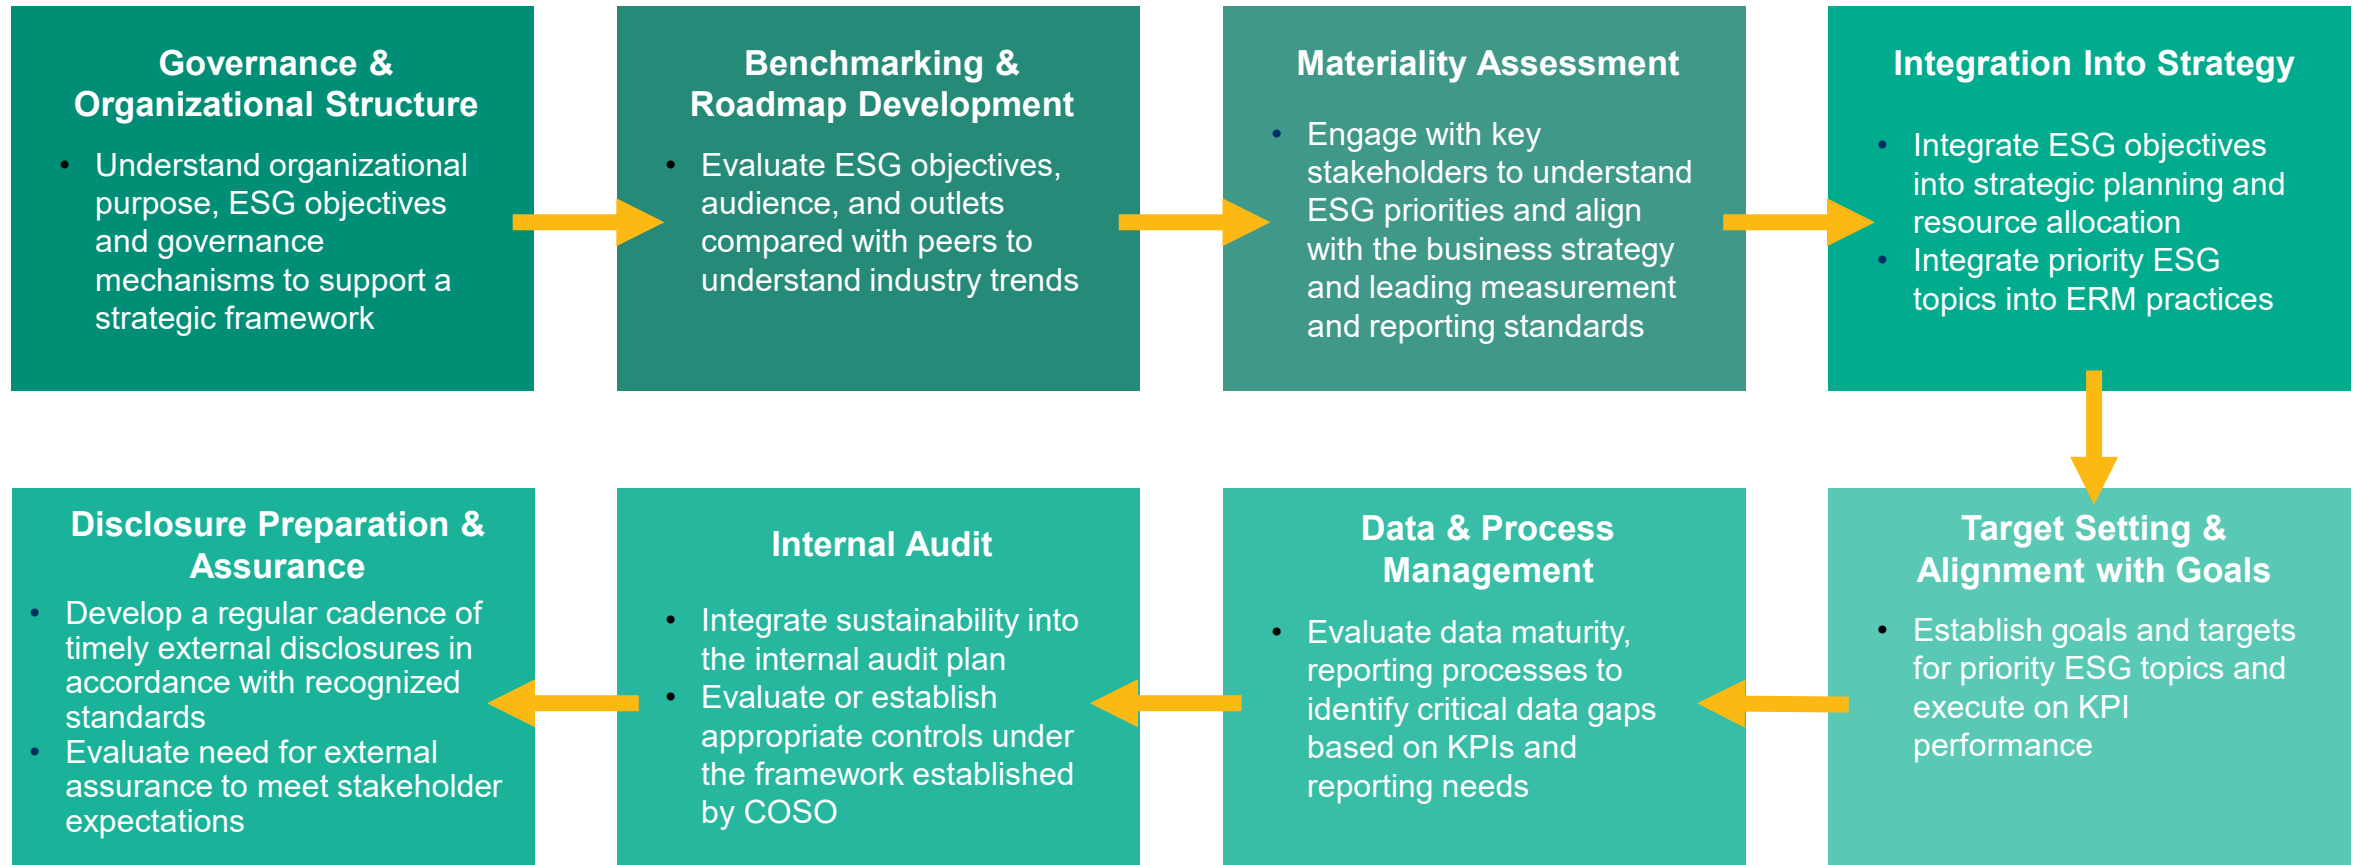 Governance &
Organizational Structure
• Understand organizational
purpose, ESG objectives
and governance
mechanisms to support a
strategic framework
Benchmarking &
Roadmap Development
• Evaluate ESG objectives,
audience, and outlets
compared with peers to
understand industry trends
Materiality Assessment
• Engage with key
stakeholders to understand
ESG priorities and align
with the business strategy
and leading measurement
and reporting standards
Integration Into Strategy
• Integrate ESG objectives
into strategic planning and
resource allocation
• Integrate priority ESG
topics into ERM practices
Target Setting &
Alignment with Goals
• Establish goals and targets
for priority ESG topics and
execute on KPI
performance
Data & Process
Management
• Evaluate data maturity,
reporting processes to
identify critical data gaps
based on KPIs and
reporting needs
Internal Audit
• Integrate sustainability into
the internal audit plan
• Evaluate or establish
appropriate controls under
the framework established
by COSO
Disclosure Preparation &
Assurance
• Develop a regular cadence of
timely external disclosures in
accordance with recognized
standards
• Evaluate need for external
assurance to meet stakeholder
expectations